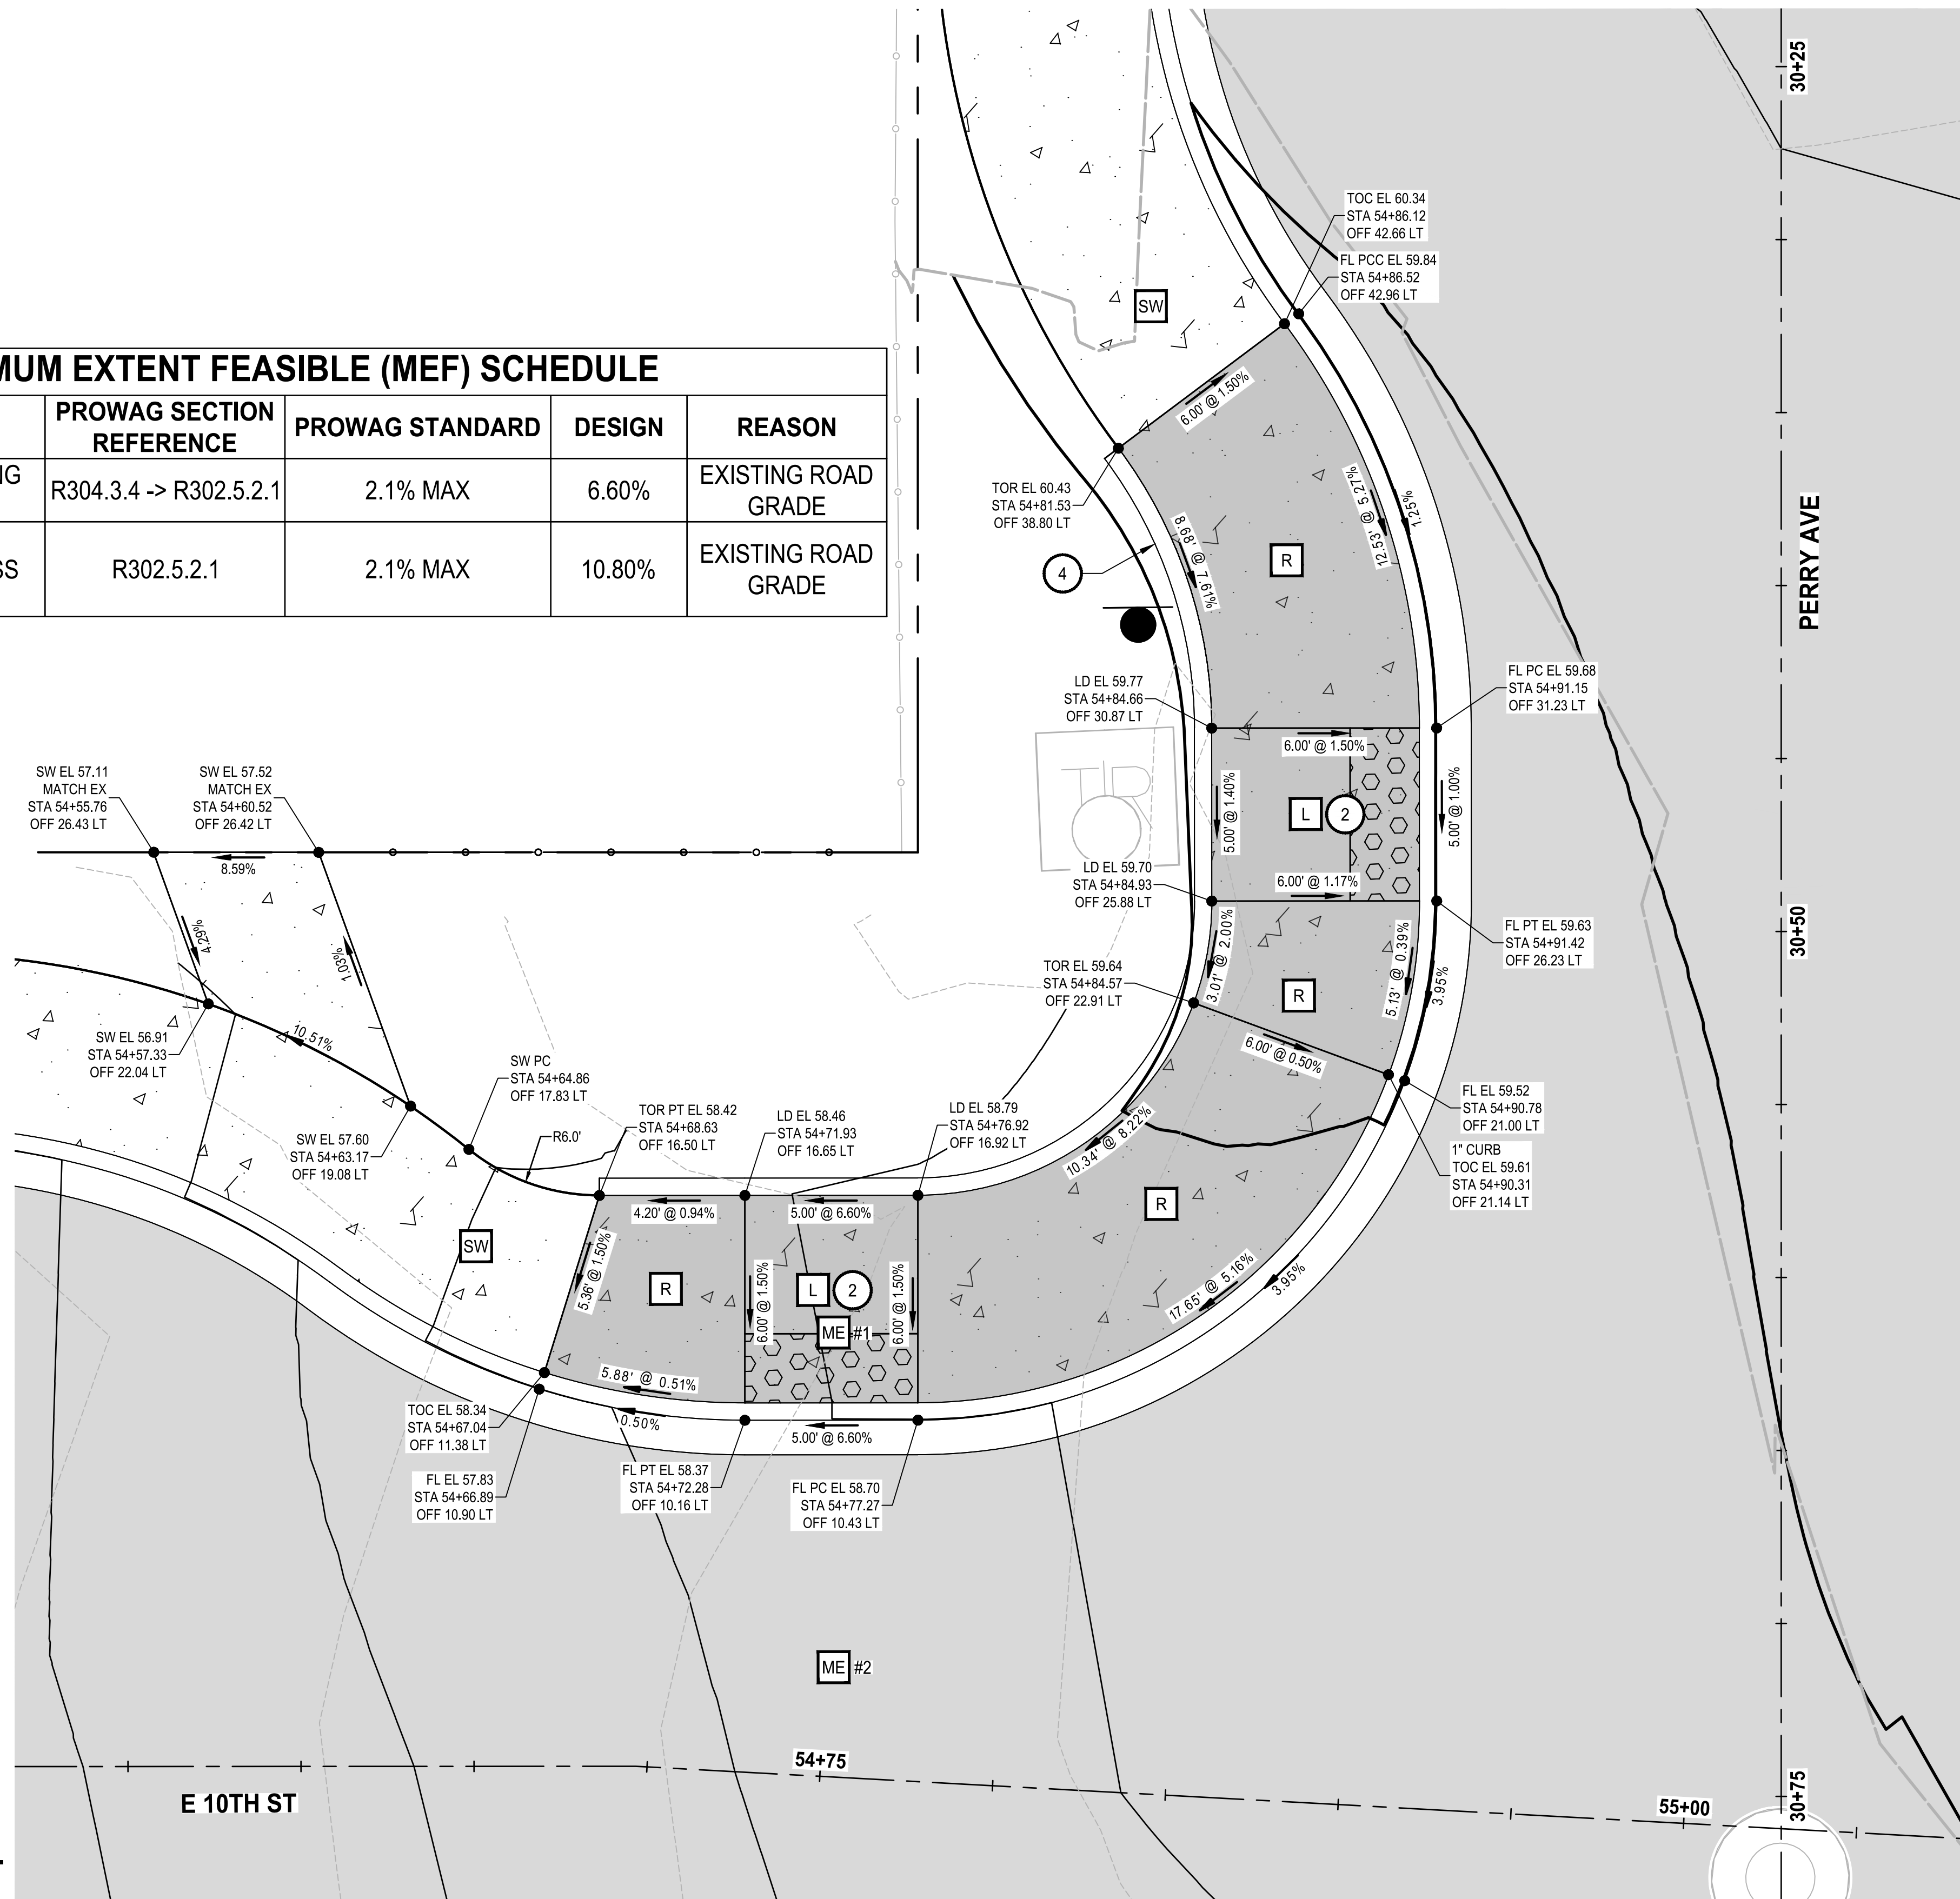 MUM EXTENT FEASIBLE (MEF) SCHEDULE
PROWAG SECTION
REFERENCE
PROWAG STANDARD
DESIGN
REASON
R304.3.4 -> R302.5.2.1
2.1% MAX
6.60%
EXISTING ROAD
GRADE
R302.5.2.1
2.1% MAX
10.80%
EXISTING ROAD
GRADE
30+25
TOC EL 60.34
STA 54+86.12
OFF 42.66 LT
FL PCC EL 59.84
STA 54+86.52
OFF 42.96 LT
SW
6.00' @ 1.50%
TOR EL 60.43
STA 54+81.53
OFF 38.80 LT
4
8.68' @ 7.61%
12.53' @ 5.27%
1.25%
R
PERRY AVE
LD EL 59.77
STA 54+84.66
OFF 30.87 LT
FL PC EL 59.68
STA 54+91.15
OFF 31.23 LT
6.00' @ 1.50%
5.00' @ 1.40%
L
2
5.00' @ 1.00%
TR
SW EL 57.11
MATCH EX
STA 54+55.76
OFF 26.43 LT
SW EL 57.52
MATCH EX
STA 54+60.52
OFF 26.42 LT
8.59%
LD EL 59.70
STA 54+84.93
OFF 25.88 LT
6.00' @ 1.17%
30+50
FL PT EL 59.63
STA 54+91.42
OFF 26.23 LT
4.29%
1.03%
TOR EL 59.64
STA 54+84.57
OFF 22.91 LT
3.01' @ 2.00%
R
5.13' @ 0.39%
3.95%
SW EL 56.91
STA 54+57.33
OFF 22.04 LT
10.51%
6.00' @ 0.50%
SW PC
STA 54+64.86
OFF 17.83 LT
FL EL 59.52
STA 54+90.78
OFF 21.00 LT
SW EL 57.60
STA 54+63.17
OFF 19.08 LT
R6.0'
TOR PT EL 58.42
STA 54+68.63
OFF 16.50 LT
LD EL 58.46
STA 54+71.93
OFF 16.65 LT
LD EL 58.79
STA 54+76.92
OFF 16.92 LT
10.34' @ 8.22%
1" CURB
TOC EL 59.61
STA 54+90.31
OFF 21.14 LT
R
4.20' @ 0.94%
5.00' @ 6.60%
SW
5.36' @ 1.50%
R
6.00' @ 1.50%
L
2
ME #1
6.00' @ 1.50%
17.65' @ 5.16%
3.95%
5.88' @ 0.51%
0.50%
5.00' @ 6.60%
TOC EL 58.34
STA 54+67.04
OFF 11.38 LT
FL EL 57.83
STA 54+66.89
OFF 10.90 LT
FL PT EL 58.37
STA 54+72.28
OFF 10.16 LT
FL PC EL 58.70
STA 54+77.27
OFF 10.43 LT
ME #2
54+75
E 10TH ST
55+00
30+75